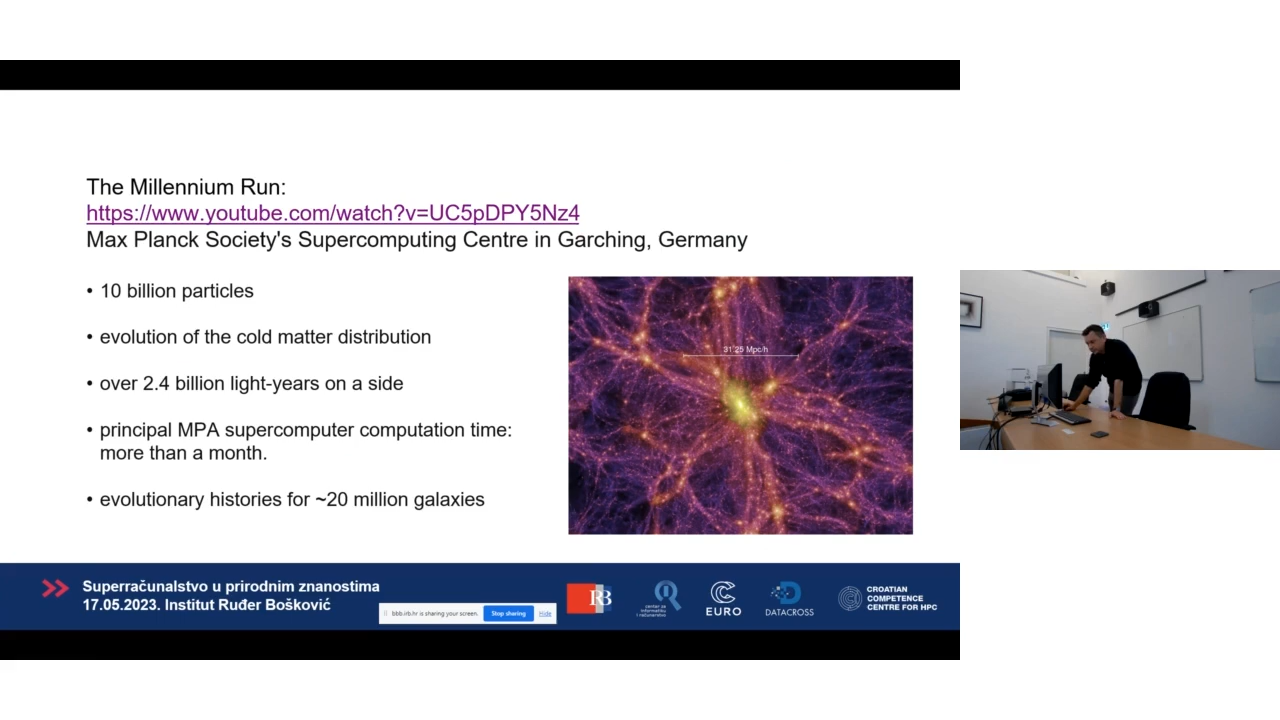 The Millennium Run:
https://www.youtube.com/watch?v=UC5pDPY5Nz4
Max Planck Society's Supercomputing Centre in Garching, Germany
• 10 billion particles
• evolution of the cold matter distribution
• over 2.4 billion light-years on a side
• principal MPA supercomputer computation time:
more than a month.
• evolutionary histories for ~20 million galaxies
31.25 Mpc/h
Superračunalstvo u prirodnim znanostima
17.05.2023. Institut Ruđer Bošković
bbb.irb.hr is sharing your screen.
Stop sharing
Hide
centar za
informatiku
i računarstvo
EURO
DATACROSS
CROATIAN
COMPETENCE
CENTRE FOR HPC